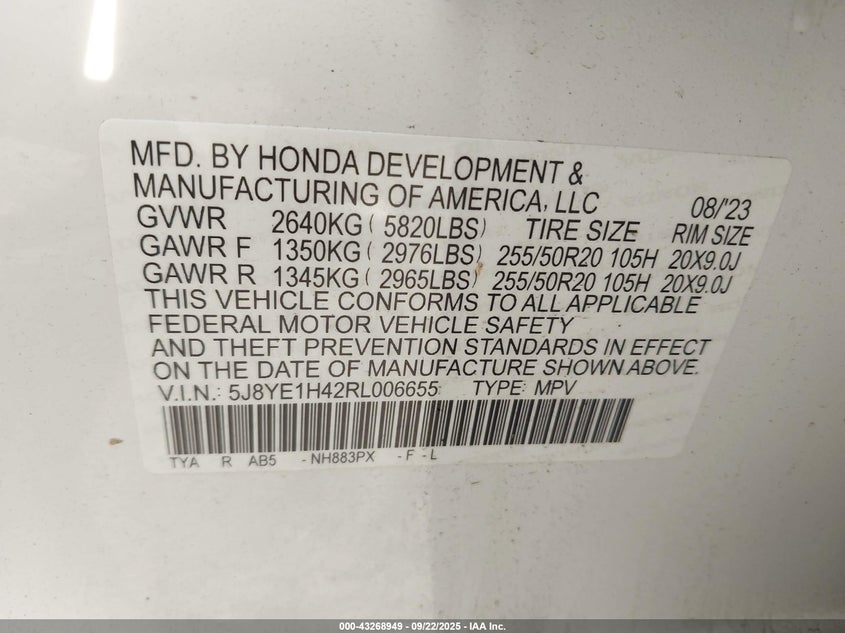 MFD. BY HONDA DEVELOPMENT &
MANUFACTURING OF AMERICA, LLC 08/'23
GVWR 2640KG ( 5820LBS) TIRE SIZE RIM SIZE
GAWR F 1350KG ( 2976LBS) 255/50R20 105H 20X9.0J
GAWR R 1345KG ( 2965LBS) 255/50R20 105H 20X9.0J
THIS VEHICLE CONFORMS TO ALL APPLICABLE
FEDERAL MOTOR VEHICLE SAFETY
AND THEFT PREVENTION STANDARDS IN EFFECT
ON THE DATE OF MANUFACTURE SHOWN ABOVE.
V.I.N.: 5J8YE1H42RL006655 TYPE: MPV
TYA R AB5 -NH883PX -F-L
000-43268949 - 09/22/2025 - IAA Inc.